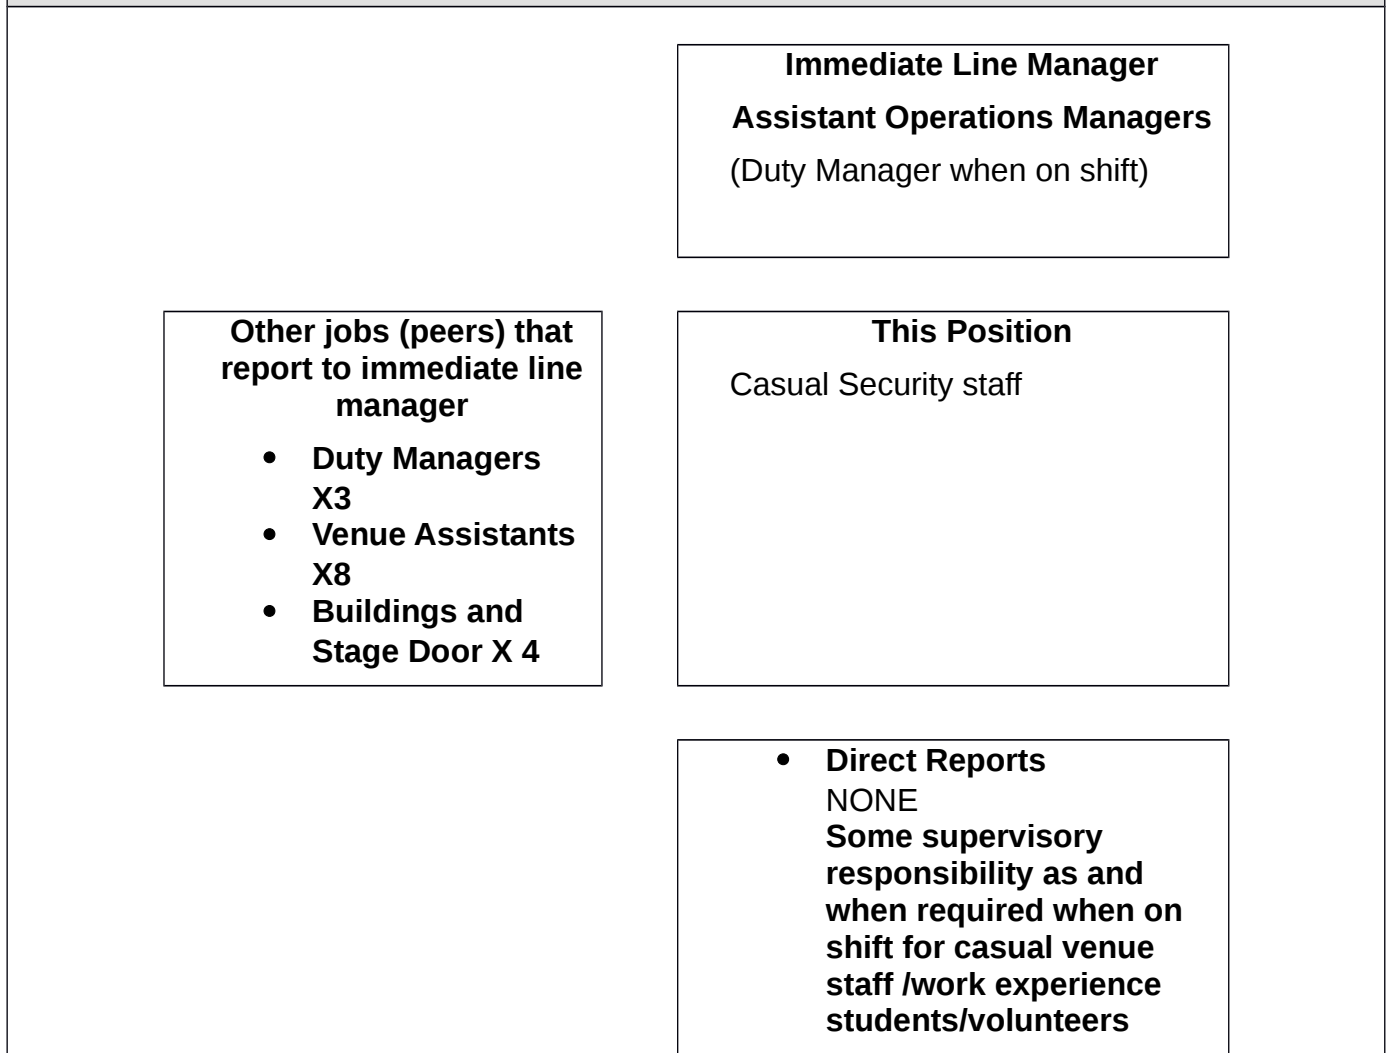 Immediate Line Manager
Assistant Operations Managers
(Duty Manager when on shift)
Other jobs (peers) that
report to immediate line
manager
• Duty Managers
X3
• Venue Assistants
X8
• Buildings and
Stage Door X 4
This Position
Casual Security staff
• Direct Reports
NONE
Some supervisory
responsibility as and
when required when on
shift for casual venue
staff /work experience
students/volunteers